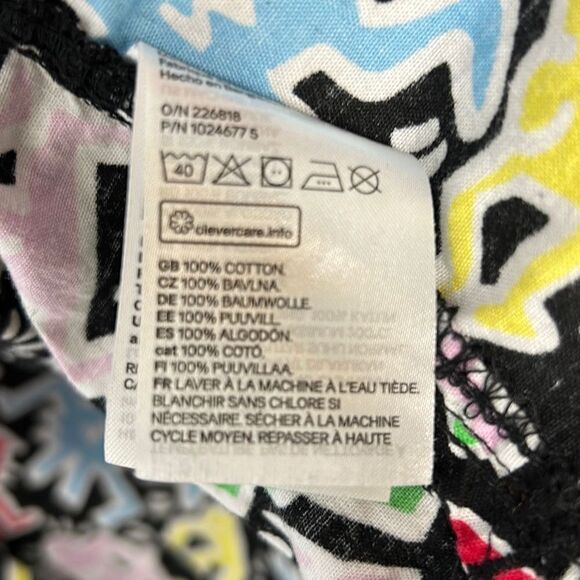 Hecho en
O/N 226818
P/N 1024677 5
40
clevercare.info
GB 100% COTTON.
CZ 100% BAVLNA.
DE 100% BAUMWOLLE.
EE 100% PUUVILL.
ES 100% ALGODÓN.
cat 100% COTÓ.
FI 100% PUUVILLAA.
FR LAVER À LA MACHINE À L'EAU TIÈDE.
BLANCHIR SANS CHLORE SI
NÉCESSAIRE. SÉCHER À LA MACHINE
CYCLE MOYEN. REPASSER À HAUTE